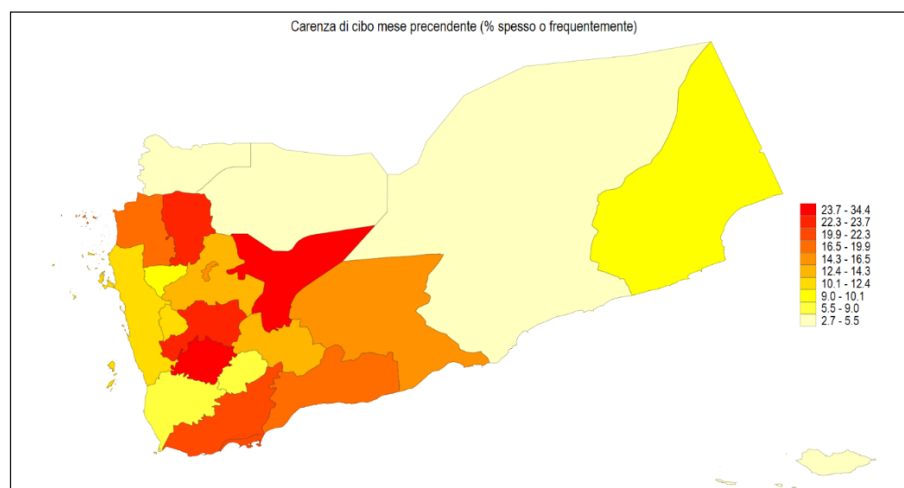 Carenza di cibo mese precendente (% spesso o frequentemente)
23.7 - 34.4
22.3 - 23.7
19.9 - 22.3
16.5 - 19.9
14.3 - 16.5
12.4 - 14.3
10.1 - 12.4
9.0 - 10.1
5.5 - 9.0
2.7 - 5.5